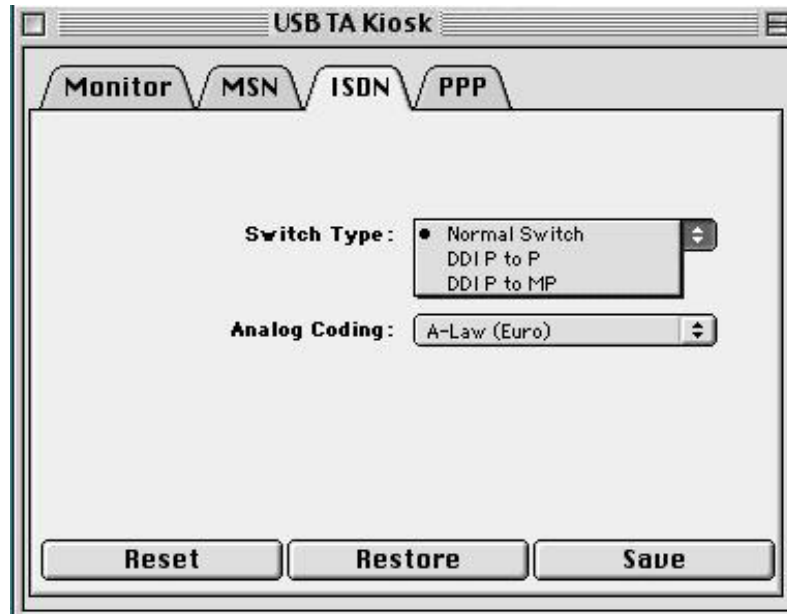 USB TA Kiosk
Monitor MSN ISDN PPP
Switch Type: • Normal Switch
DDI P to P
DDI P to MP
Analog Coding: A-Law (Euro)
Reset Restore Save